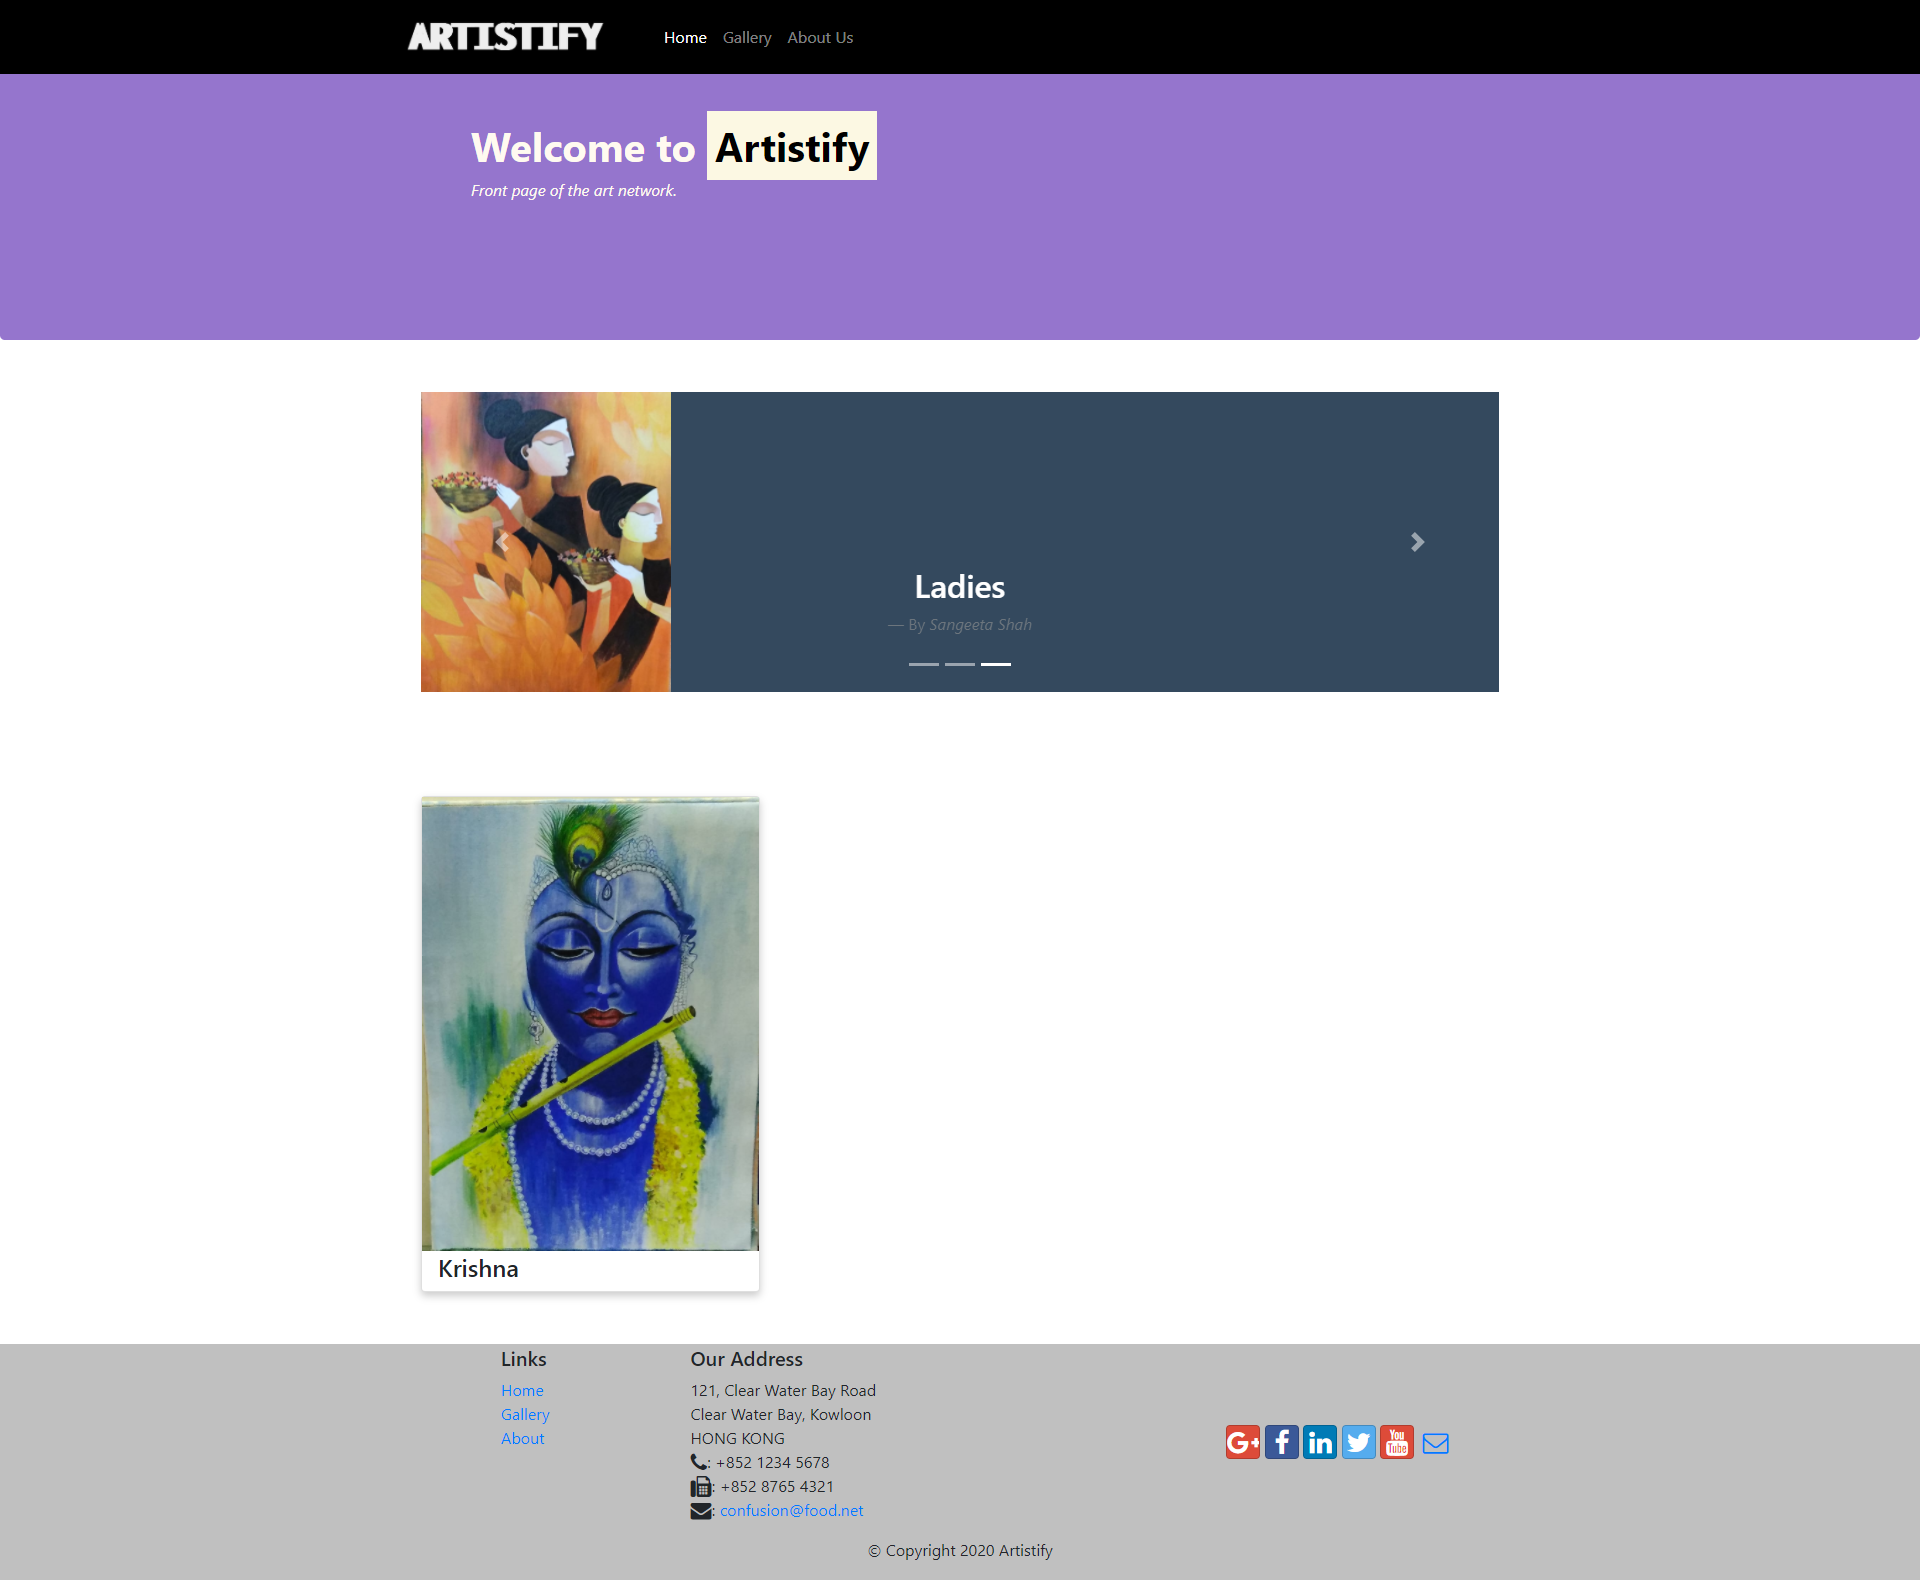 ARTISTIFY
Home Gallery About Us
Welcome to Artistify
Front page of the art network.
Ladies
— By Sangeeta Shah
Krishna
Links
Home
Gallery
About
Our Address
121, Clear Water Bay Road
Clear Water Bay, Kowloon
HONG KONG
: +852 1234 5678
: +852 8765 4321
: confusion@food.net
G+ f in You Tube
© Copyright 2020 Artistify